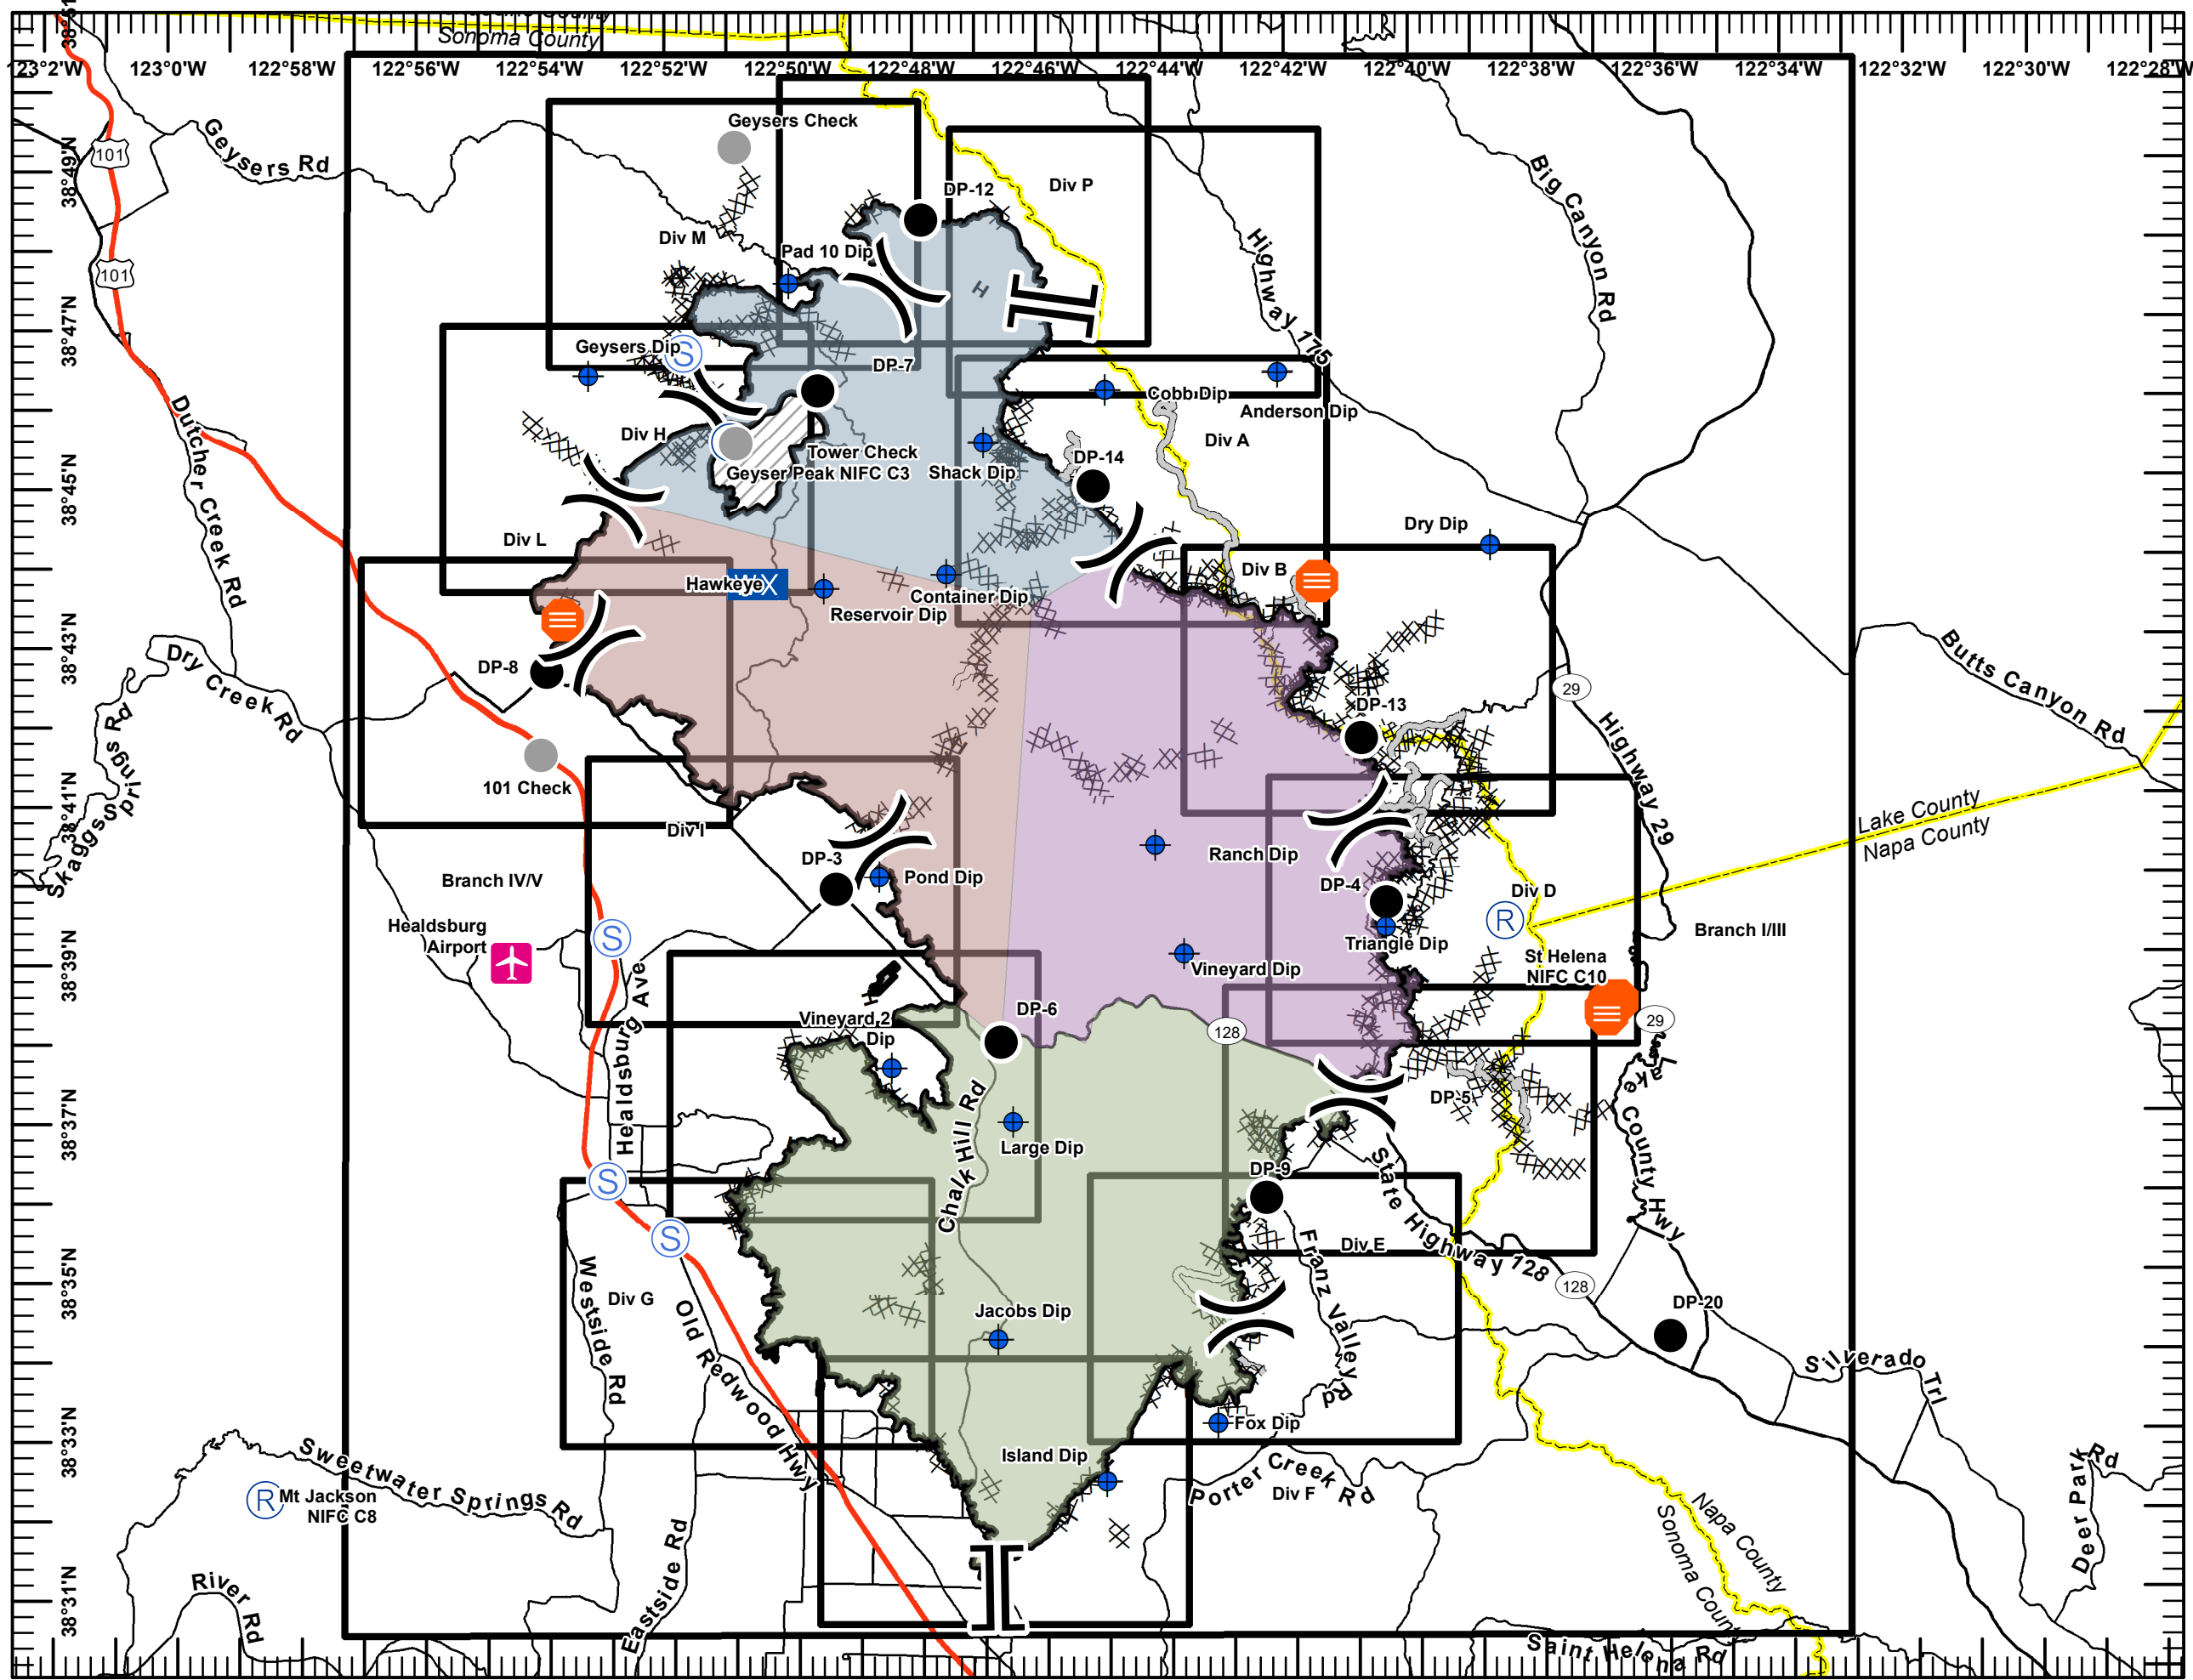 Sonoma County
123°2'W 123°0'W 122°58'W 122°56'W 122°54'W 122°52'W 122°50'W 122°48'W 122°46'W 122°44'W 122°42'W 122°40'W 122°38'W 122°36'W 122°34'W 122°32'W 122°30'W 122°28'W
38°51'
38°49'N
38°47'N
38°45'N
38°43'N
38°41'N
38°39'N
38°37'N
38°35'N
38°33'N
38°31'N
101
101
Geysers Rd
Geysers Check
DP-12
Div P
Div M
Pad 10 Dip
H
Big Canyon Rd
Highway 175
Geysers Dip
S
DP-7
Cobb Dip
Anderson Dip
Div H
Div A
Tower Check
Geyser Peak NIFC C3
Shack Dip
DP-14
Dutcher Creek Rd
Dry Dip
Div L
Div B
Hawkeye
WX
Container Dip
Reservoir Dip
DP-8
Dry Creek Rd
29
DP-13
Butts Canyon Rd
Highway 29
Skaggs Springs Rd
101 Check
Div I
Lake County
Napa County
DP-3
Ranch Dip
Branch IV/V
Pond Dip
DP-4
Div D
R
Healdsburg
Airport
S
Triangle Dip
Branch I/III
St Helena
NIFC C10
Vineyard Dip
Healdsburg Ave
H
Vineyard 2
Dip
DP-6
128
29
Lake County Hwy
DP-5
Chalk Hill Rd
Large Dip
S
DP-9
State Highway 128
S
Div E
Franz Valley Rd
Westside Rd
Div G
Old Redwood Hwy
Jacobs Dip
128
DP-20
Silverado Trl
Fox Dip
Island Dip
Porter Creek Rd
Div F
Sweetwater Springs Rd
R
Mt Jackson
NIFC C8
Napa County
Sonoma County
Deer Park Rd
River Rd
Eastside Rd
Saint Helena Rd